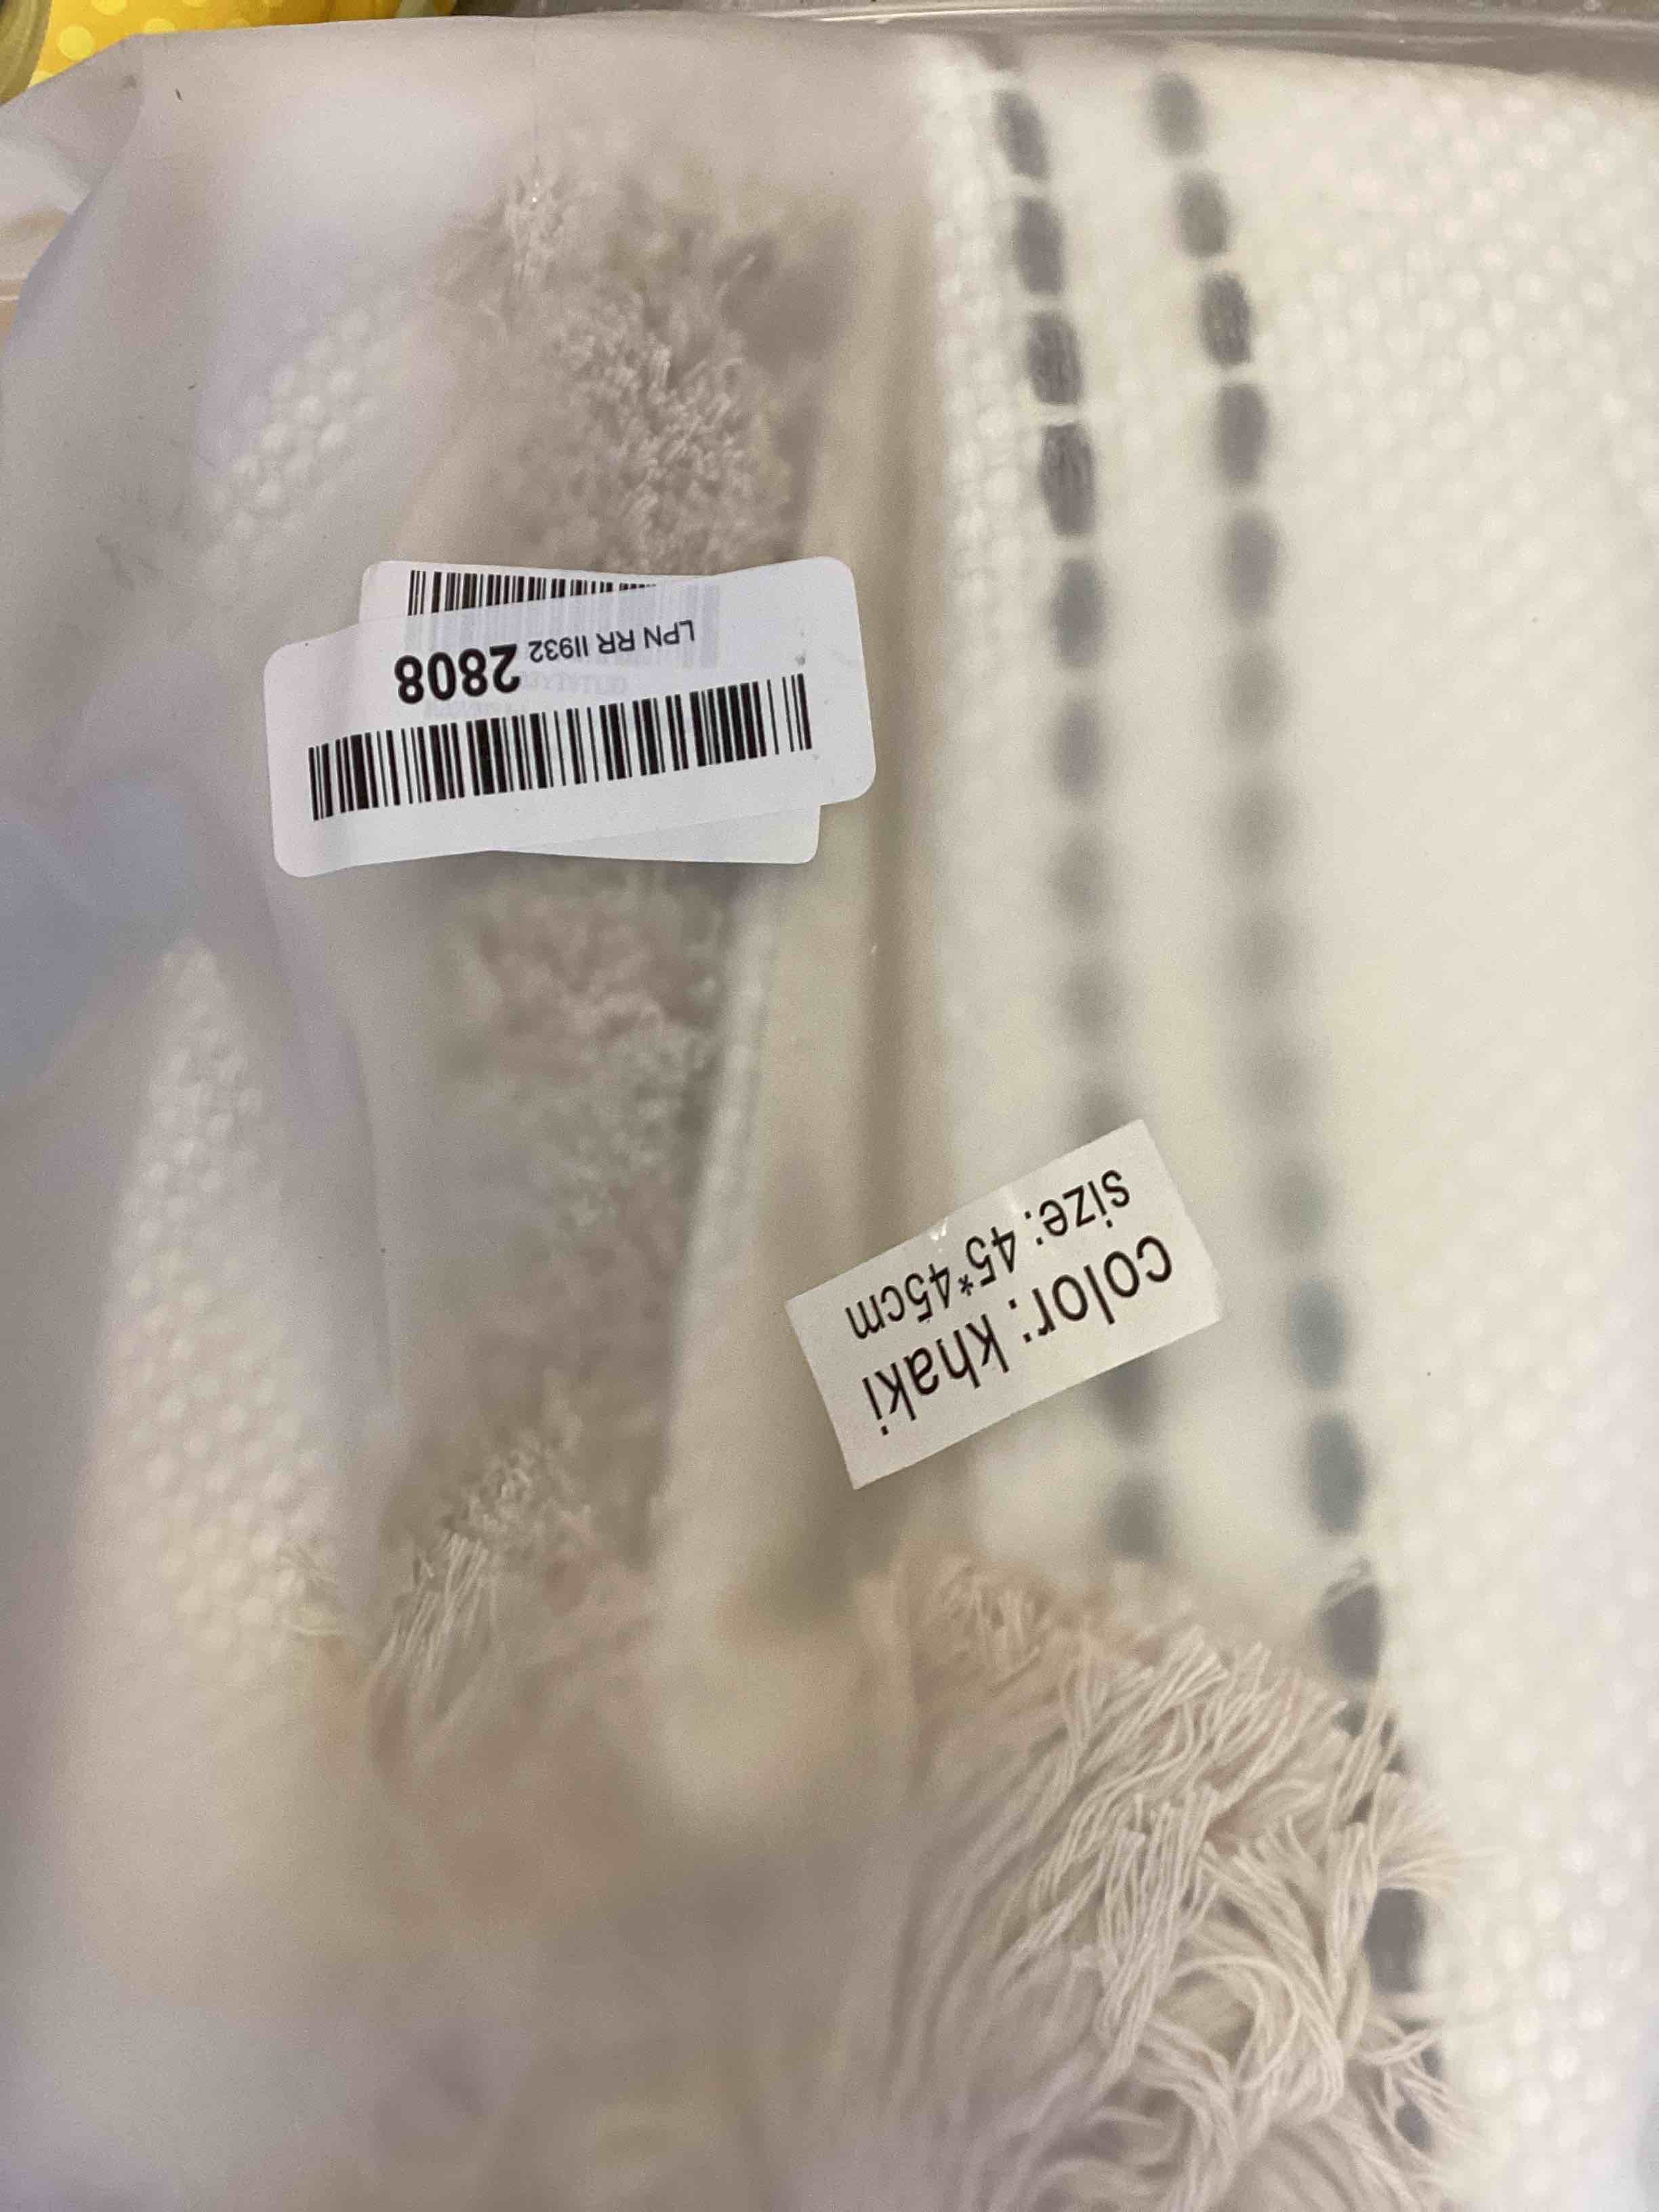 LPN RR II932 2808
size: 45*45cm
color: khaki